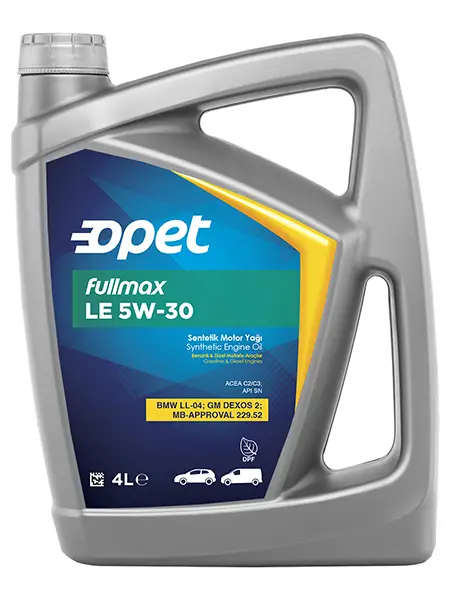 opet
fullmax
LE 5W-30
Sentetik Motor Yağı
Synthetic Engine Oil
Benzinli & Dizel Motorlu Araçlar
Gasoline & Diesel Engines
ACEA C2/C3;
API SN
BMW LL-04; GM DEXOS 2;
MB-APPROVAL 229.52
DPF
4L℮